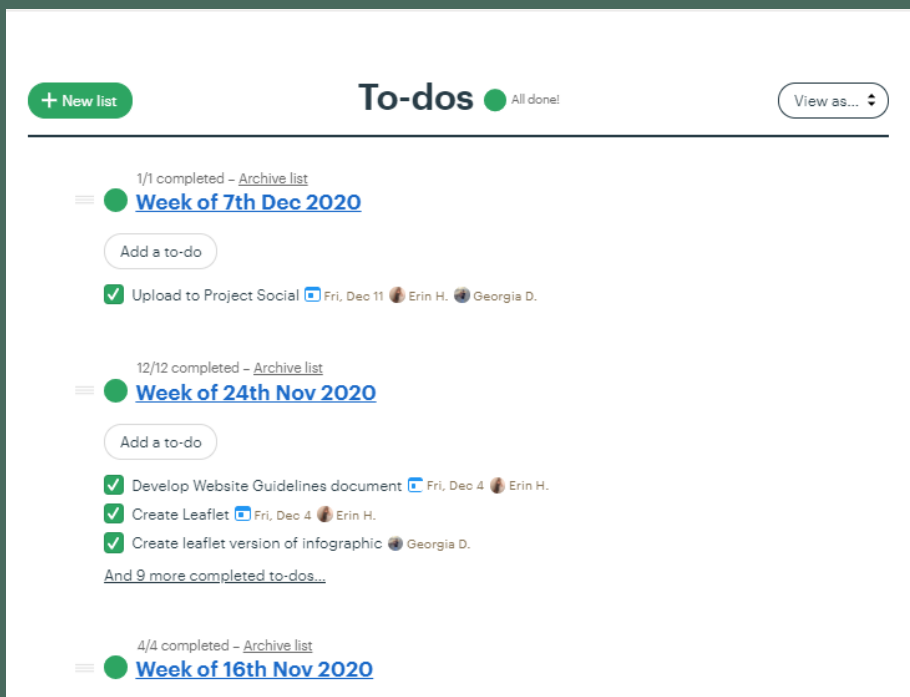 + New list
To-dos All done!
View as...
1/1 completed – Archive list
Week of 7th Dec 2020
Add a to-do
Upload to Project Social Fri, Dec 11 Erin H. Georgia D.
12/12 completed – Archive list
Week of 24th Nov 2020
Add a to-do
Develop Website Guidelines document Fri, Dec 4 Erin H.
Create Leaflet Fri, Dec 4 Erin H.
Create leaflet version of infographic Georgia D.
And 9 more completed to-dos...
4/4 completed – Archive list
Week of 16th Nov 2020